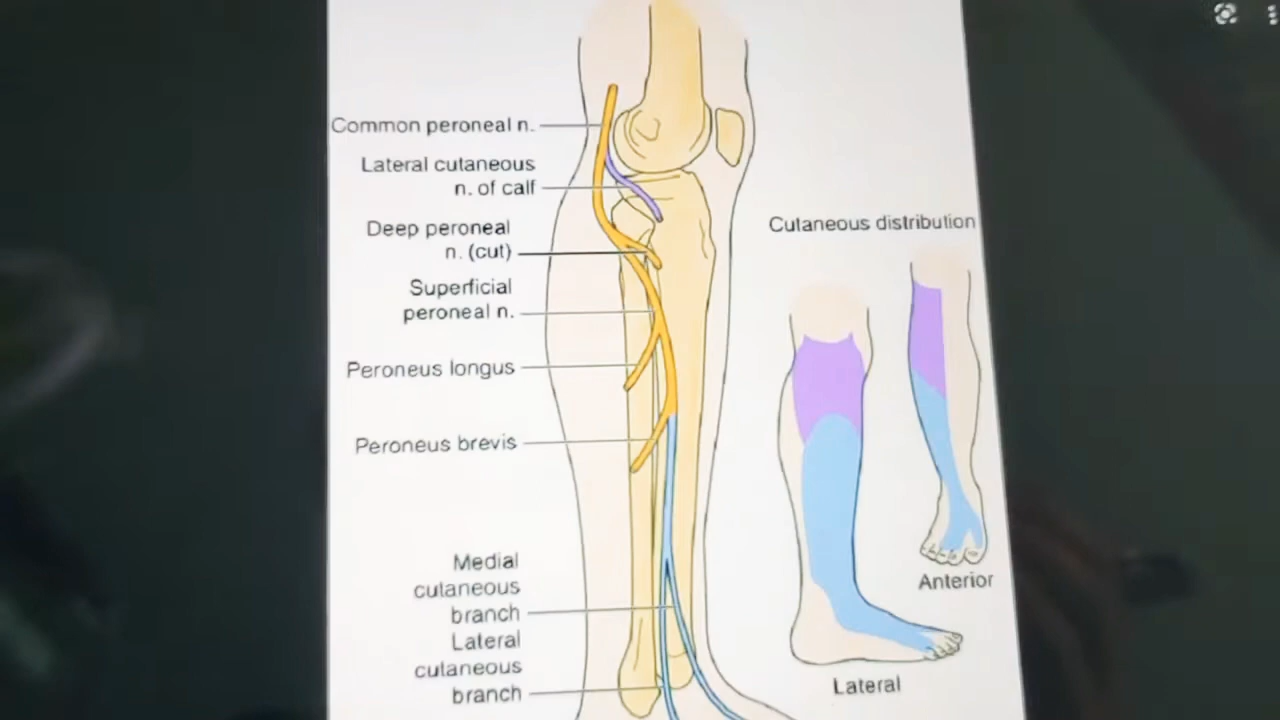 Common peroneal n.
Lateral cutaneous
n. of calf
Deep peroneal
n. (cut)
Superficial
peroneal n.
Peroneus longus
Peroneus brevis
Medial
cutaneous
branch
Lateral
cutaneous
branch
Cutaneous distribution
Anterior
Lateral